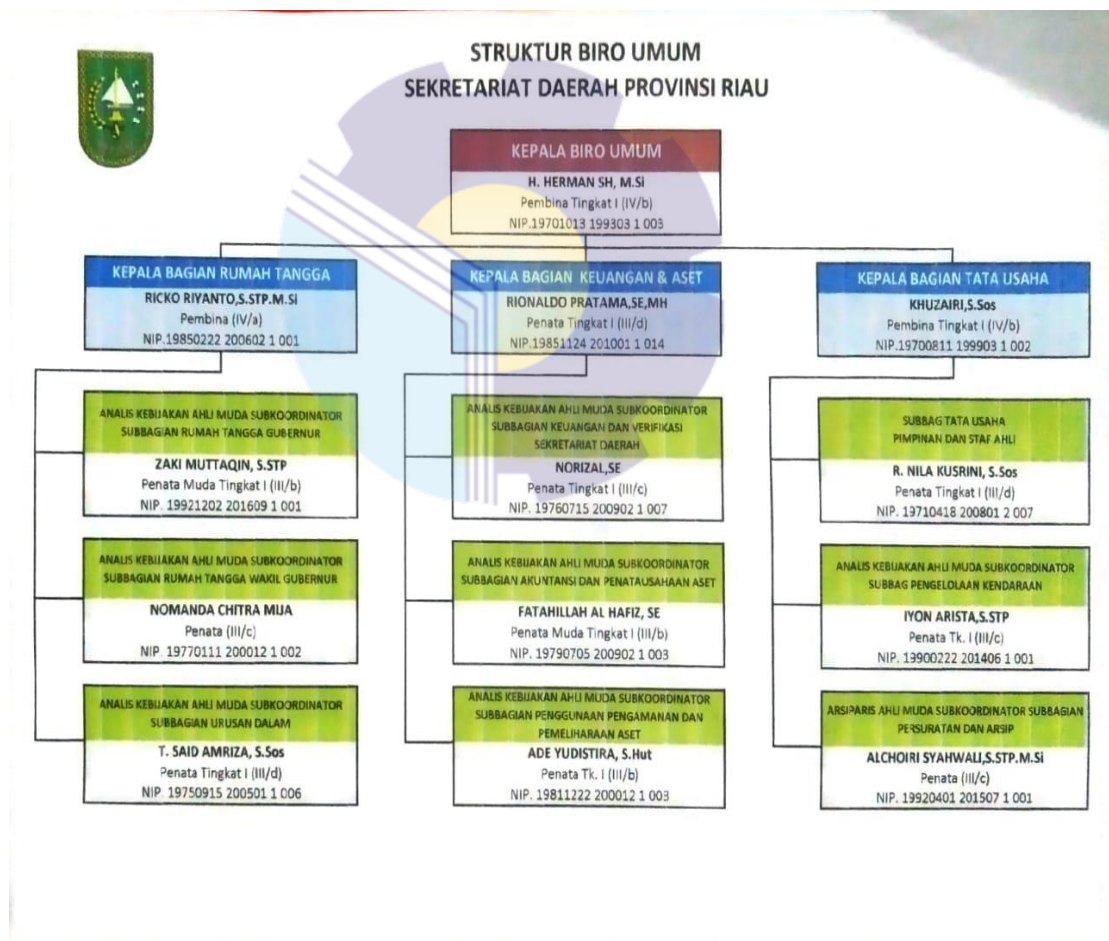 STRUKTUR BIRO UMUM
SEKRETARIAT DAERAH PROVINSI RIAU
KEPALA BIRO UMUM
H. HERMAN SH, M.Si
Pembina Tingkat I (IV/b)
NIP.19701013 199303 1 003
KEPALA BAGIAN RUMAH TANGGA
RICKO RIYANTO,S.STP.M.Si
Pembina (IV/a)
NIP.19850222 200602 1 001
ANALIS KEBIJAKAN AHLI MUDA SUBKOORDINATOR
SUBBAGIAN RUMAH TANGGA GUBERNUR
ZAKI MUTTAQIN, S.STP
Penata Muda Tingkat I (III/b)
NIP. 19921202 201609 1 001
ANALIS KEBIJAKAN AHLI MUDA SUBKOORDINATOR
SUBBAGIAN RUMAH TANGGA WAKIL GUBERNUR
NOMANDA CHITRA MIJA
Penata (III/c)
NIP. 19770111 200012 1 002
ANALIS KEBIJAKAN AHLI MUDA SUBKOORDINATOR
SUBBAGIAN URUSAN DALAM
T. SAID AMRIZA, S.Sos
Penata Tingkat I (III/d)
NIP. 19750915 200501 1 006
KEPALA BAGIAN KEUANGAN & ASET
RIONALDO PRATAMA,SE,MH
Penata Tingkat I (III/d)
NIP.19851124 201001 1 014
ANALIS KEBIJAKAN AHLI MUDA SUBKOORDINATOR
SUBBAGIAN KEUANGAN DAN VERIFIKASI
SEKRETARIAT DAERAH
NORIZAL,SE
Penata Tingkat I (III/c)
NIP. 19760715 200902 1 007
ANALIS KEBIJAKAN AHLI MUDA SUBKOORDINATOR
SUBBAGIAN AKUNTANSI DAN PENATAUSAHAAN ASET
FATAHILLAH AL HAFIZ, SE
Penata Muda Tingkat I (III/b)
NIP. 19790705 200902 1 003
ANALIS KEBIJAKAN AHLI MUDA SUBKOORDINATOR
SUBBAGIAN PENGGUNAAN PENGAMANAN DAN
PEMELIHARAAN ASET
ADE YUDISTIRA, S.Hut
Penata Tk. I (III/b)
NIP. 19811222 200012 1 003
KEPALA BAGIAN TATA USAHA
KHUZAIRI,S.Sos
Pembina Tingkat I (IV/b)
NIP.19700811 199903 1 002
SUBBAG TATA USAHA
PIMPINAN DAN STAF AHLI
R. NILA KUSRINI, S.Sos
Penata Tingkat I (III/d)
NIP. 19710418 200801 2 007
ANALIS KEBIJAKAN AHLI MUDA SUBKOORDINATOR
SUBBAG PENGELOLAAN KENDARAAN
IYON ARISTA,S.STP
Penata Tk. I (III/c)
NIP. 19900222 201406 1 001
ARSIPARIS AHLI MUDA SUBKOORDINATOR SUBBAGIAN
PERSURATAN DAN ARSIP
ALCHOIRI SYAHWALI,S.STP.M.Si
Penata (III/c)
NIP. 19920401 201507 1 001